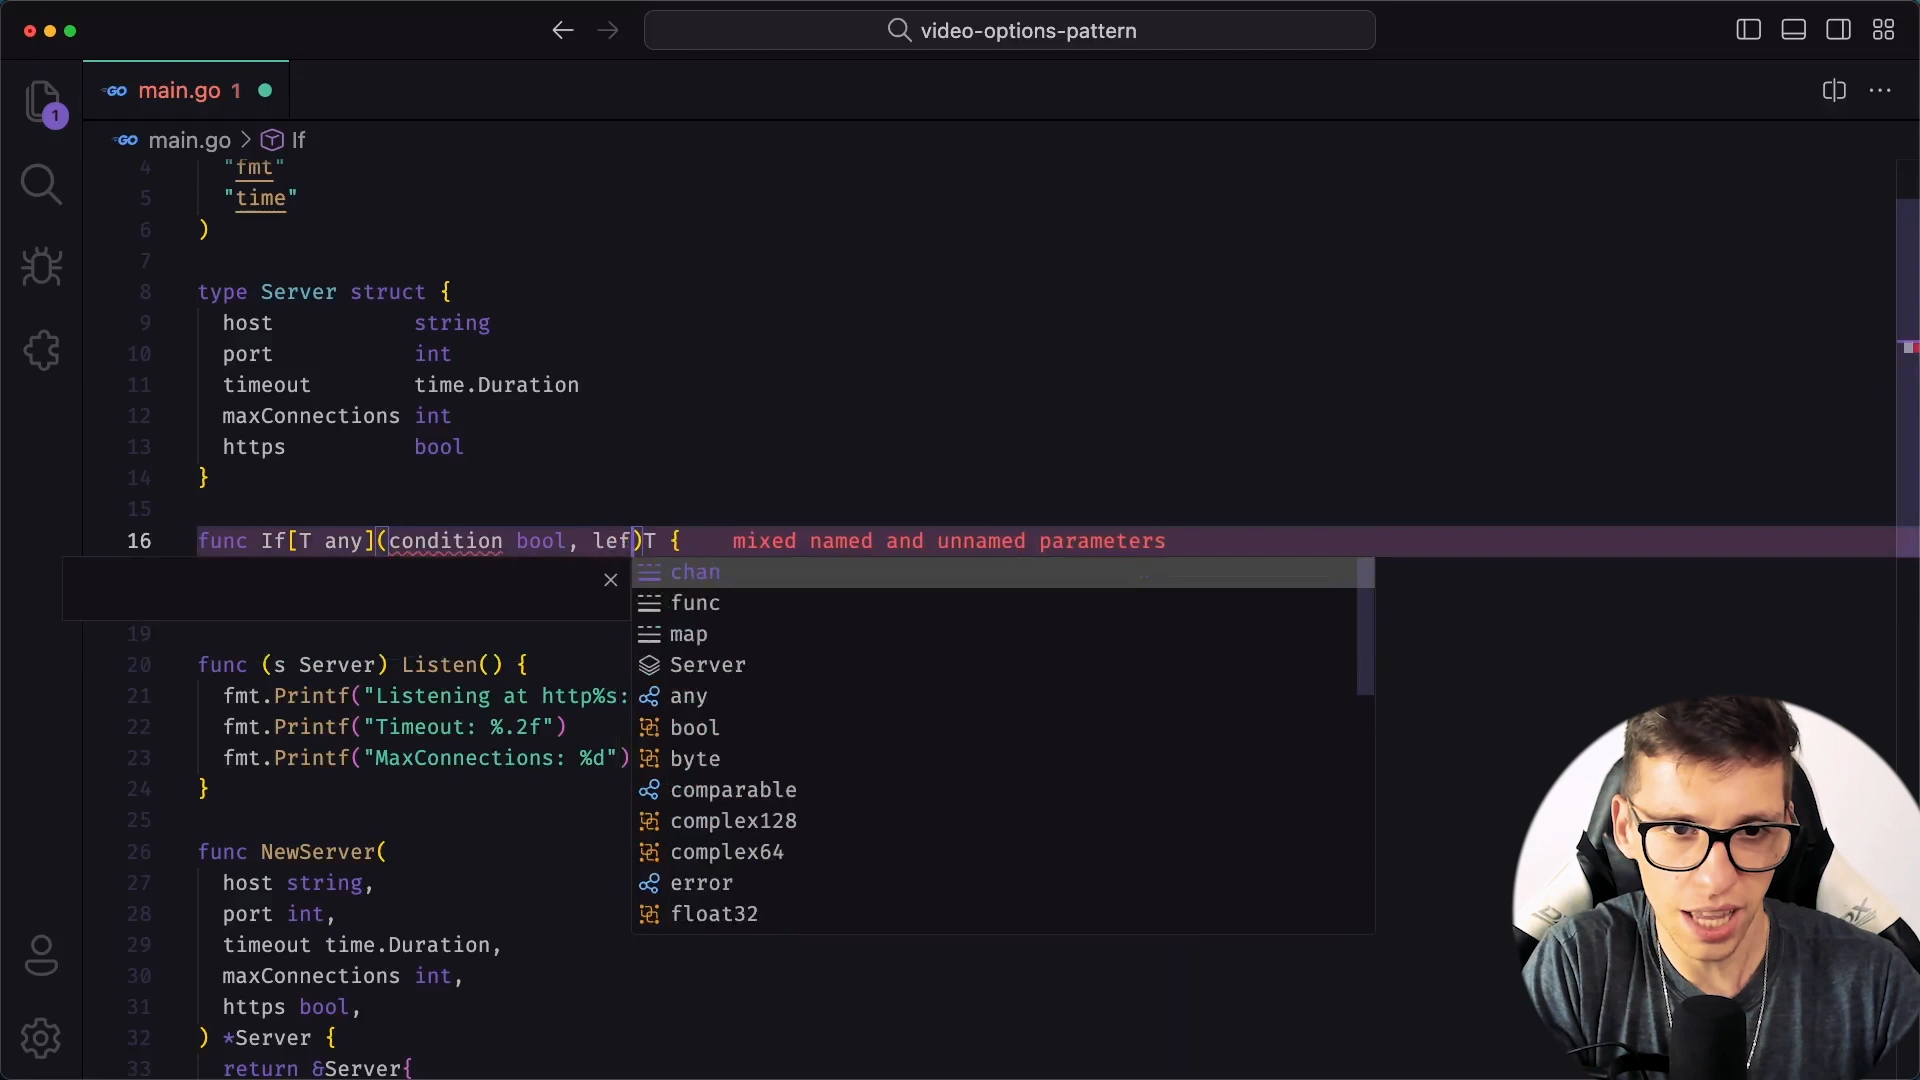 video-options-pattern
GO main.go 1
1
GO main.go > If
4 "fmt"
5 "time"
6 )
7
8 type Server struct {
9 host string
10 port int
11 timeout time.Duration
12 maxConnections int
13 https bool
14 }
15
16 func If[T any](condition bool, lef)T { mixed named and unnamed parameters
chan
func
map
Server
any
bool
byte
comparable
complex128
complex64
error
float32
19
20 func (s Server) Listen() {
21 fmt.Printf("Listening at http%s:
22 fmt.Printf("Timeout: %.2f")
23 fmt.Printf("MaxConnections: %d")
24 }
25
26 func NewServer(
27 host string,
28 port int,
29 timeout time.Duration,
30 maxConnections int,
31 https bool,
32 ) *Server {
33 return &Server{